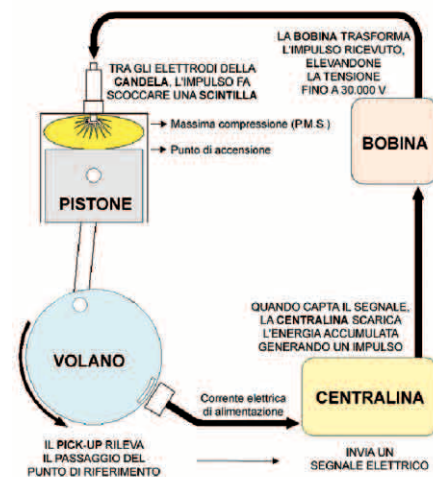 LA BOBINA TRASFORMA
L'IMPULSO RICEVUTO,
ELEVANDONE
LA TENSIONE
FINO A 30.000 V
TRA GLI ELETTRODI DELLA
CANDELA, L'IMPULSO FA
SCOCCARE UNA SCINTILLA
Massima compressione (P.M.S.)
Punto di accensione
BOBINA
PISTONE
QUANDO CAPTA IL SEGNALE,
LA CENTRALINA SCARICA
L'ENERGIA ACCUMULATA
GENERANDO UN IMPULSO
VOLANO
Corrente elettrica
di alimentazione
CENTRALINA
IL PICK-UP RILEVA
IL PASSAGGIO DEL
PUNTO DI RIFERIMENTO
INVIA UN
SEGNALE ELETTRICO